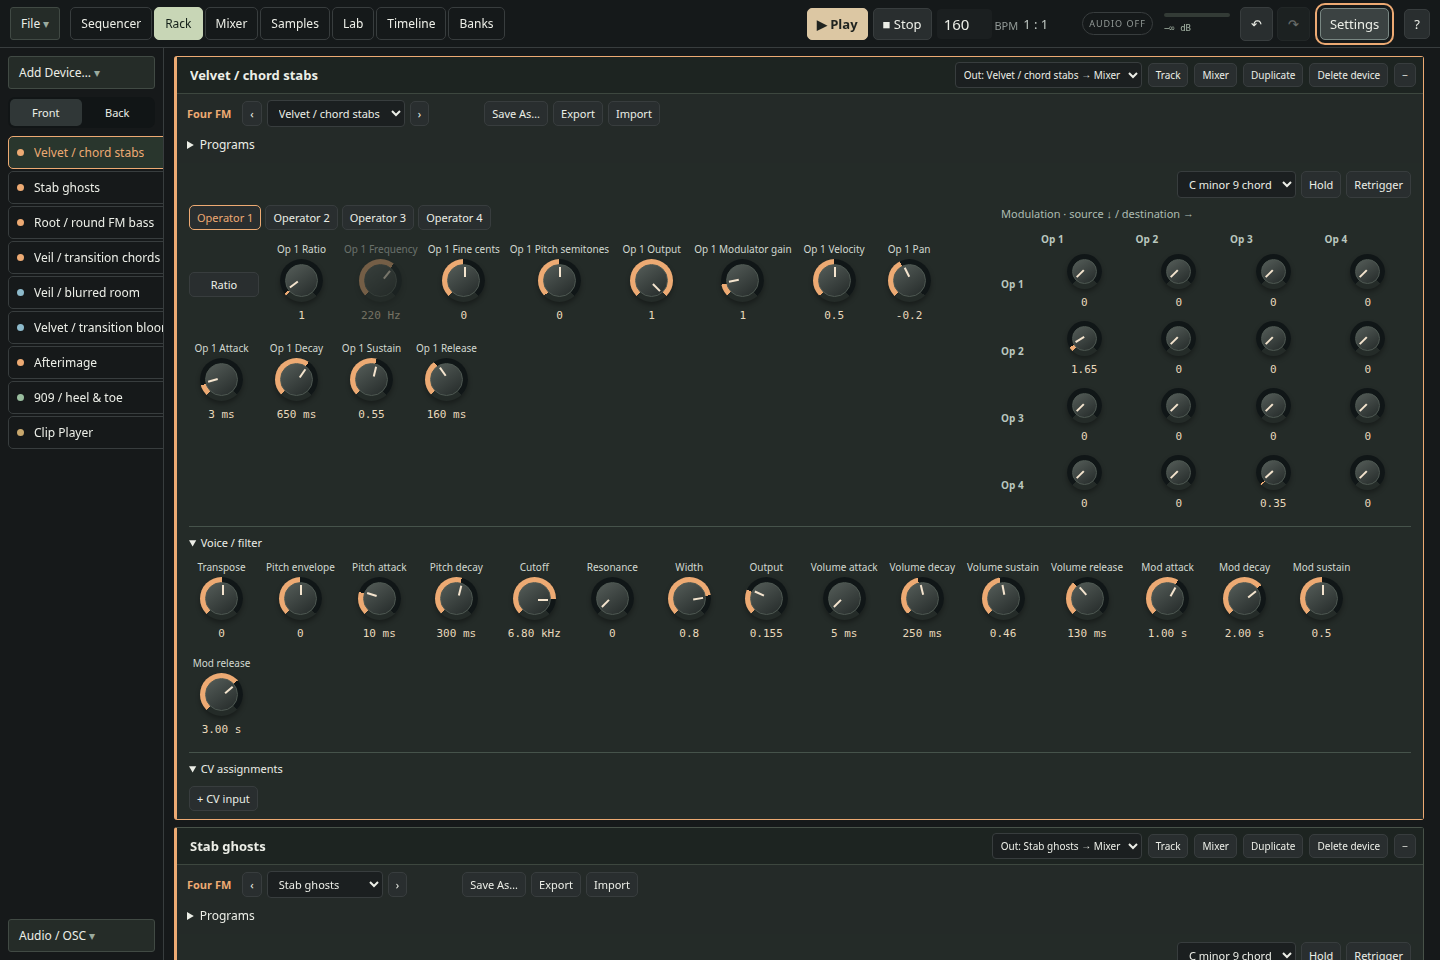 File ▾ Sequencer Rack Mixer Samples Lab Timeline Banks ▶ Play ■ Stop 160 BPM 1 : 1 AUDIO OFF −∞ dB ↶ ↷ Settings ?
Add Device... ▾
Front Back
Velvet / chord stabs
Stab ghosts
Root / round FM bass
Veil / transition chords
Veil / blurred room
Velvet / transition bloo
Afterimage
909 / heel & toe
Clip Player
Audio / OSC ▾
Velvet / chord stabs Out: Velvet / chord stabs → Mixer Track Mixer Duplicate Delete device −
Four FM ‹ Velvet / chord stabs › Save As... Export Import
▶ Programs
C minor 9 chord Hold Retrigger
Operator 1 Operator 2 Operator 3 Operator 4
Op 1 Ratio Op 1 Frequency Op 1 Fine cents Op 1 Pitch semitones Op 1 Output Op 1 Modulator gain Op 1 Velocity Op 1 Pan
Ratio
1 220 Hz 0 0 1 1 0.5 -0.2
Op 1 Attack Op 1 Decay Op 1 Sustain Op 1 Release
3 ms 650 ms 0.55 160 ms
Modulation · source ↓ / destination →
Op 1 Op 2 Op 3 Op 4
Op 1
0 0 0 0
Op 2
1.65 0 0 0
Op 3
0 0 0 0
Op 4
0 0 0.35 0
▼ Voice / filter
Transpose Pitch envelope Pitch attack Pitch decay Cutoff Resonance Width Output Volume attack Volume decay Volume sustain Volume release Mod attack Mod decay Mod sustain
0 0 10 ms 300 ms 6.80 kHz 0 0.8 0.155 5 ms 250 ms 0.46 130 ms 1.00 s 2.00 s 0.5
Mod release
3.00 s
▼ CV assignments
+ CV input
Stab ghosts Out: Stab ghosts → Mixer Track Mixer Duplicate Delete device −
Four FM ‹ Stab ghosts › Save As... Export Import
▶ Programs
C minor 9 chord Hold Retrigger